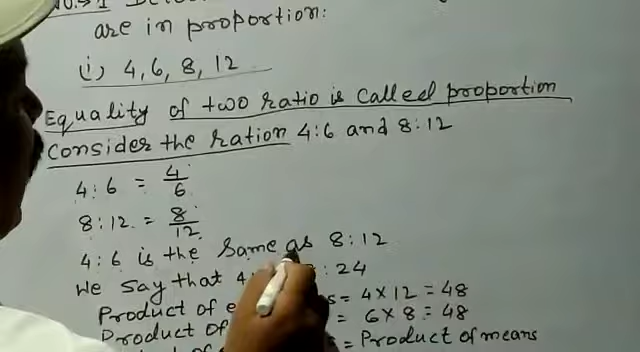 are in proportion:
(i) 4, 6, 8, 12
Equality of two ratio is called proportion
Consider the ration 4:6 and 8:12
4:6 = 4/6
8:12 = 8/12
4:6 is the same as 8:12
We say that 4 : 24
Product of = 4 × 12 = 48
Product of = 6 × 8 = 48
= Product of means